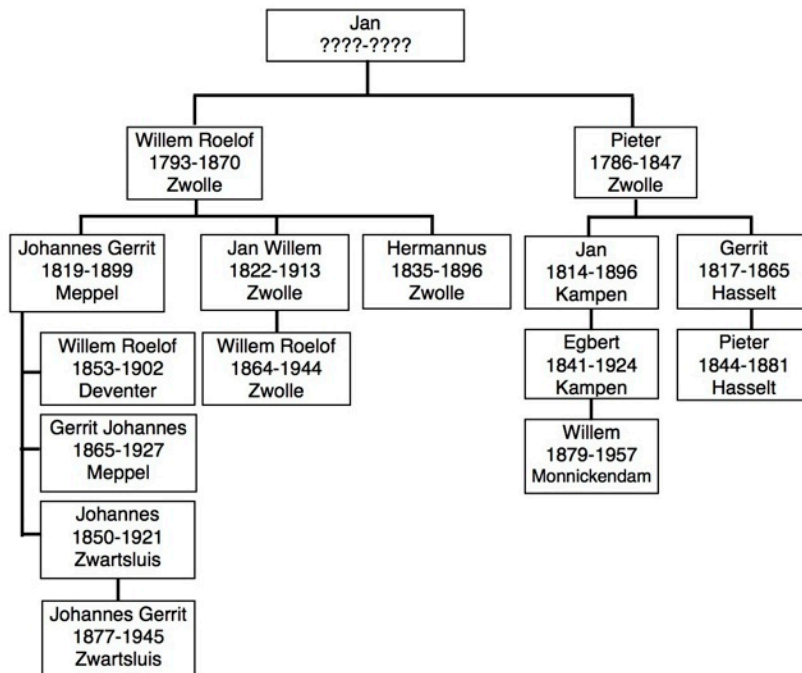 Jan
????-????
Willem Roelof
1793-1870
Zwolle
Pieter
1786-1847
Zwolle
Johannes Gerrit
1819-1899
Meppel
Jan Willem
1822-1913
Zwolle
Hermannus
1835-1896
Zwolle
Jan
1814-1896
Kampen
Gerrit
1817-1865
Hasselt
Willem Roelof
1853-1902
Deventer
Willem Roelof
1864-1944
Zwolle
Egbert
1841-1924
Kampen
Pieter
1844-1881
Hasselt
Gerrit Johannes
1865-1927
Meppel
Willem
1879-1957
Monnickendam
Johannes
1850-1921
Zwartsluis
Johannes Gerrit
1877-1945
Zwartsluis